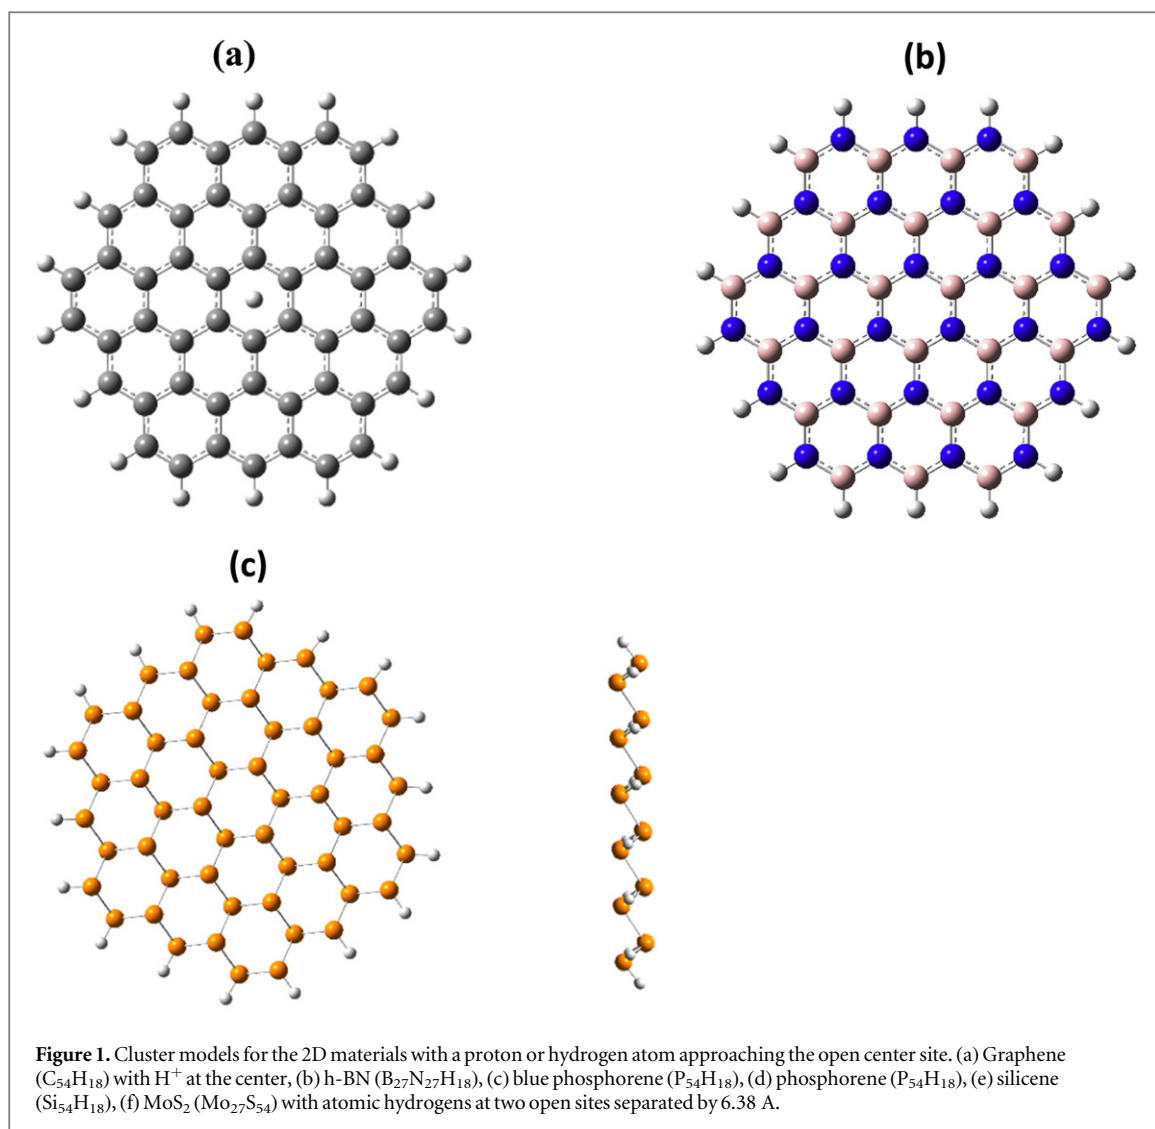 (a)
(b)
(c)
Figure 1. Cluster models for the 2D materials with a proton or hydrogen atom approaching the open center site. (a) Graphene
(C₅₄H₁₈) with H⁺ at the center, (b) h-BN (B₂₇N₂₇H₁₈), (c) blue phosphorene (P₅₄H₁₈), (d) phosphorene (P₅₄H₁₈), (e) silicene
(Si₅₄H₁₈), (f) MoS₂ (Mo₂₇S₅₄) with atomic hydrogens at two open sites separated by 6.38 A.